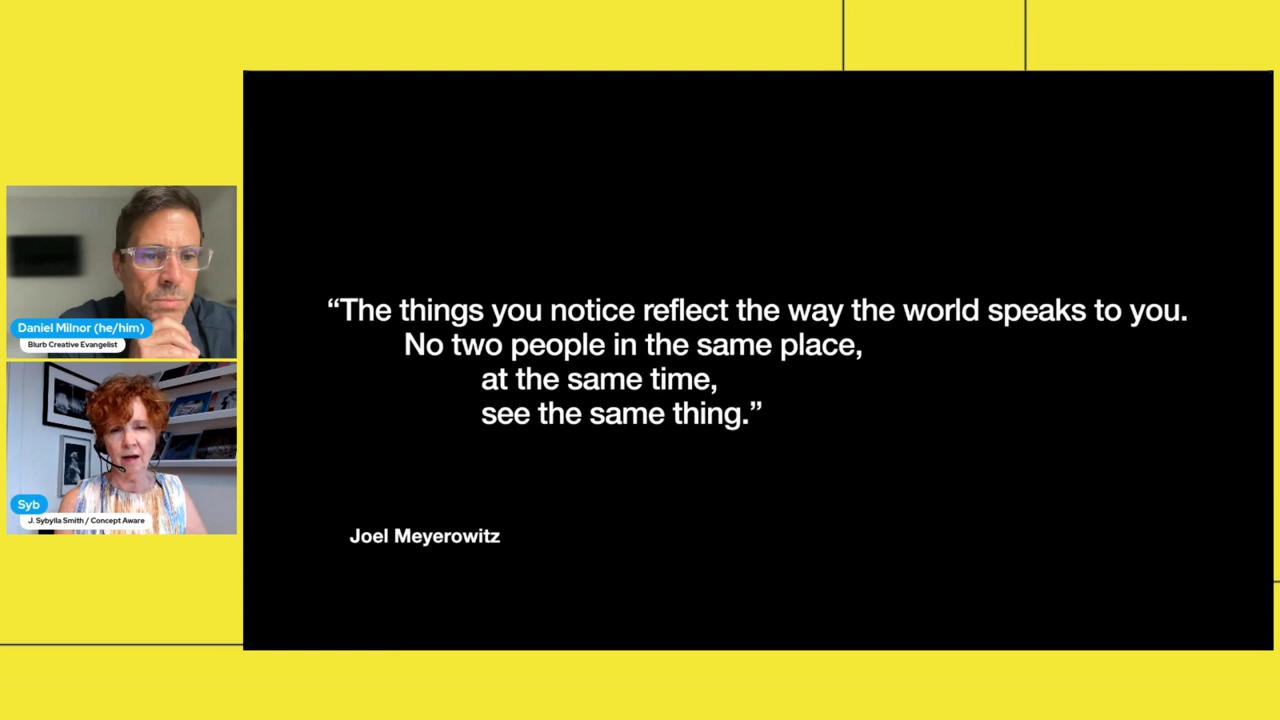 Daniel Milnor (he/him)
Blurb Creative Evangelist
Syb
J. Sybylla Smith / Concept Aware
“The things you notice reflect the way the world speaks to you.
No two people in the same place,
at the same time,
see the same thing.”
Joel Meyerowitz